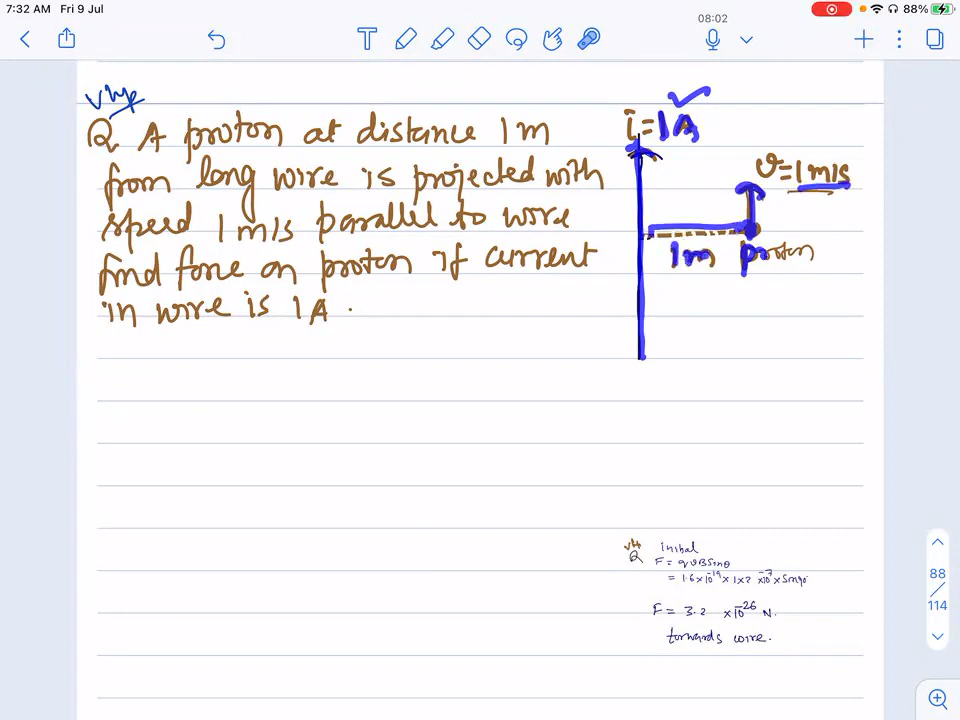 7:32 AM Fri 9 Jul
88%
08:02
T
Vimp
Q A proton at distance 1m
from long wire is projected with
speed 1 m/s parallel to wire
find force on proton if current
in wire is 1 A .
i = 1A
v = 1m/s
1m proton
88
/
114
Q initial
F = qvBSinθ
= 1.6×10⁻¹⁹ × 1×2 ×10⁻⁷ × Sin90
F = 3.2 ×10⁻²⁶ N.
towards wire.